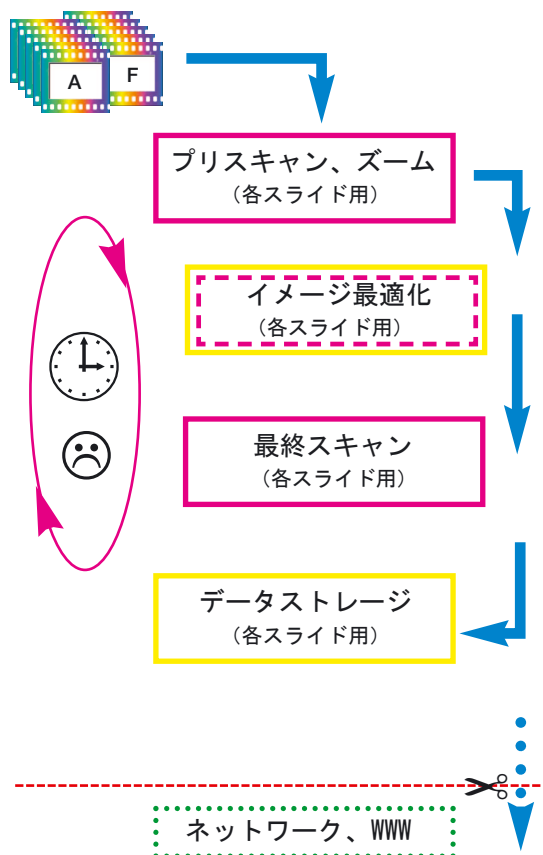 A F
プリスキャン、ズーム
(各スライド用)
イメージ最適化
(各スライド用)
最終スキャン
(各スライド用)
データストレージ
(各スライド用)
ネットワーク、WWW